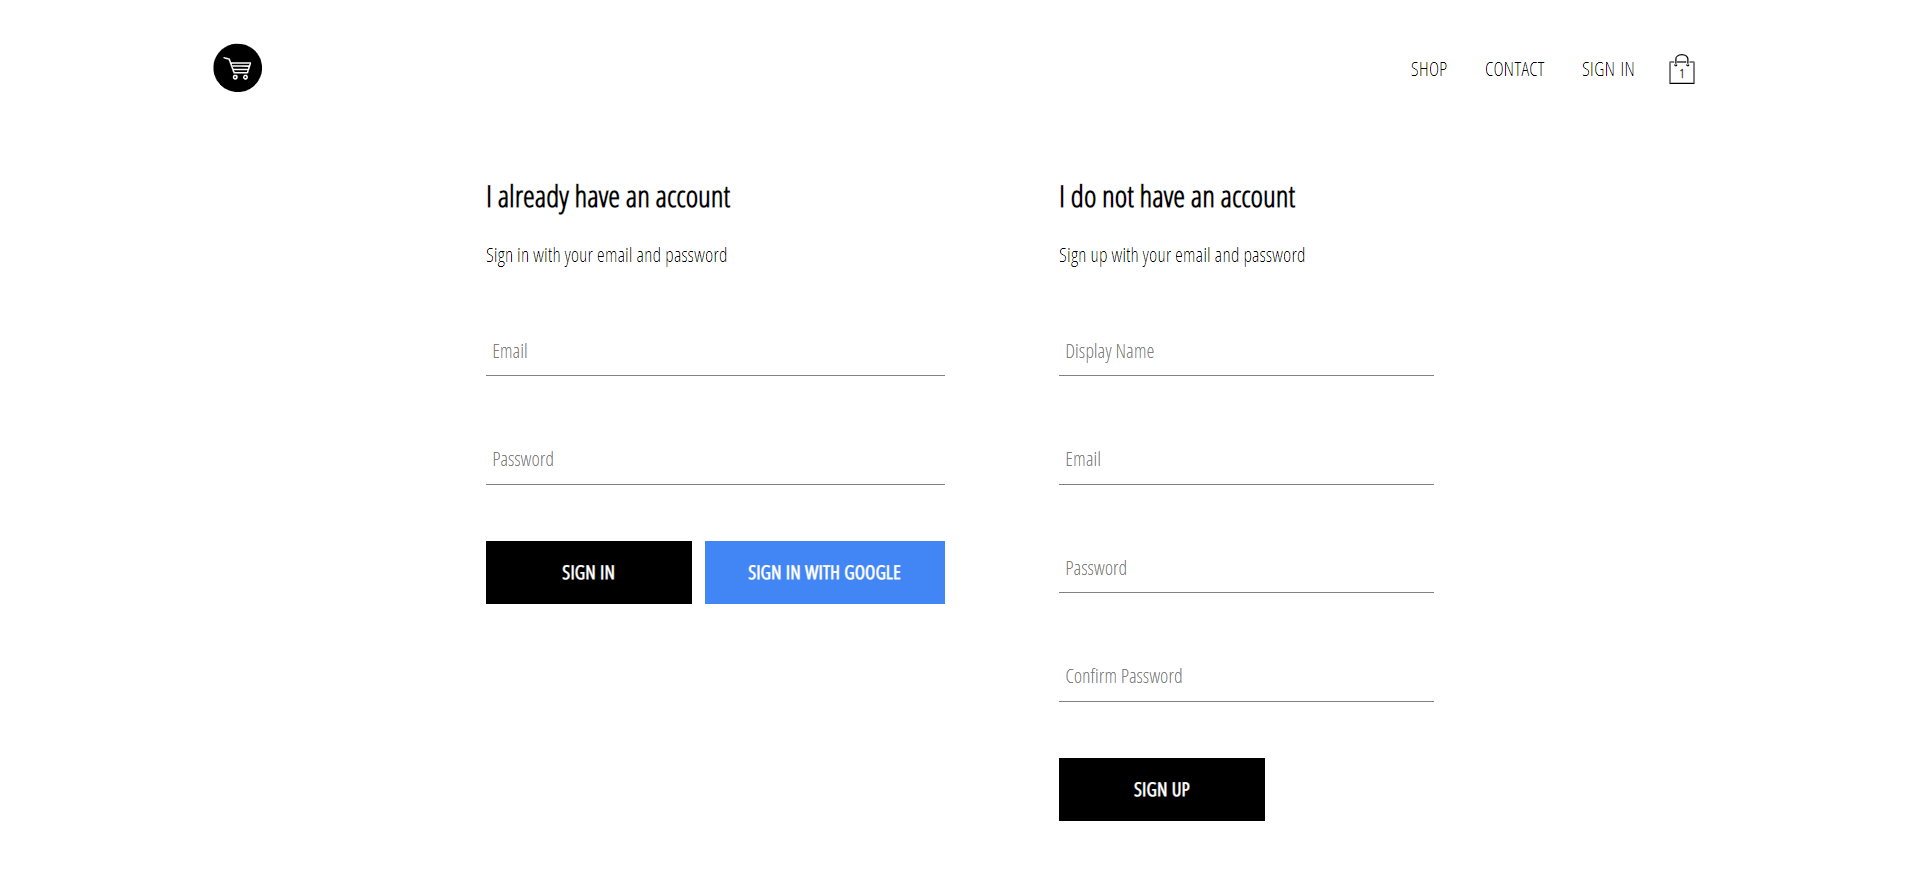 SHOP CONTACT SIGN IN 1
I already have an account
Sign in with your email and password
Email
Password
SIGN IN SIGN IN WITH GOOGLE
I do not have an account
Sign up with your email and password
Display Name
Email
Password
Confirm Password
SIGN UP